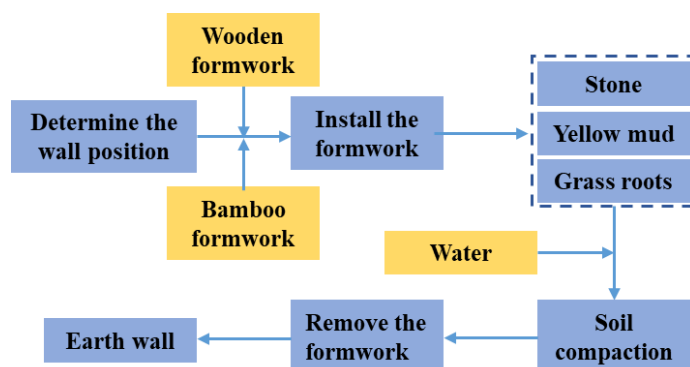 Wooden
formwork
Determine the
wall position
Install the
formwork
Bamboo
formwork
Stone
Yellow mud
Grass roots
Water
Soil
compaction
Remove the
formwork
Earth wall